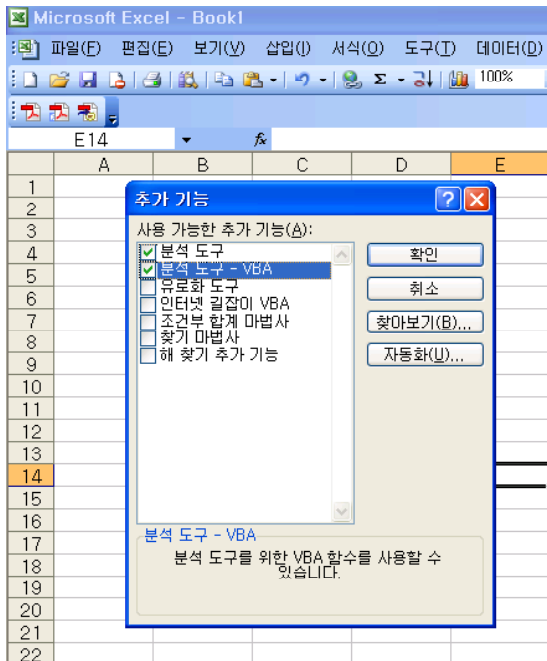 Microsoft Excel - Book1
파일(F) 편집(E) 보기(V) 삽입(I) 서식(O) 도구(T) 데이터(D)
Σ 100%
E14 fx
A B C D E
1
2
3
4
5
6
7
8
9
10
11
12
13
14
15
16
17
18
19
20
21
22
추가 기능
사용 가능한 추가 기능(A):
분석 도구
분석 도구 - VBA
유로화 도구
인터넷 길잡이 VBA
조건부 합계 마법사
찾기 마법사
해 찾기 추가 기능
확인
취소
찾아보기(B)...
자동화(U)...
분석 도구 - VBA
분석 도구를 위한 VBA 함수를 사용할 수
있습니다.